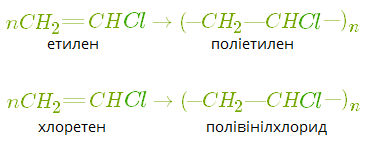 nCH₂=CHCl → (–CH₂—CHCl–)ₙ
етилен поліетилен
nCH₂=CHCl → (–CH₂—CHCl–)ₙ
хлоретен полівінілхлорид